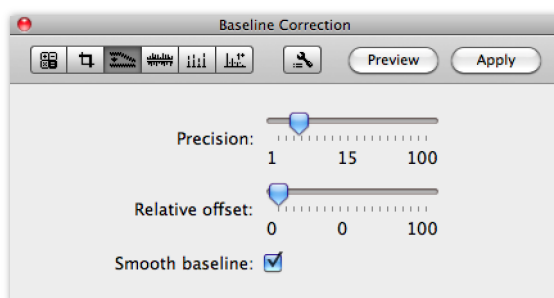 Baseline Correction
Preview Apply
Precision:
1 15 100
Relative offset:
0 0 100
Smooth baseline: